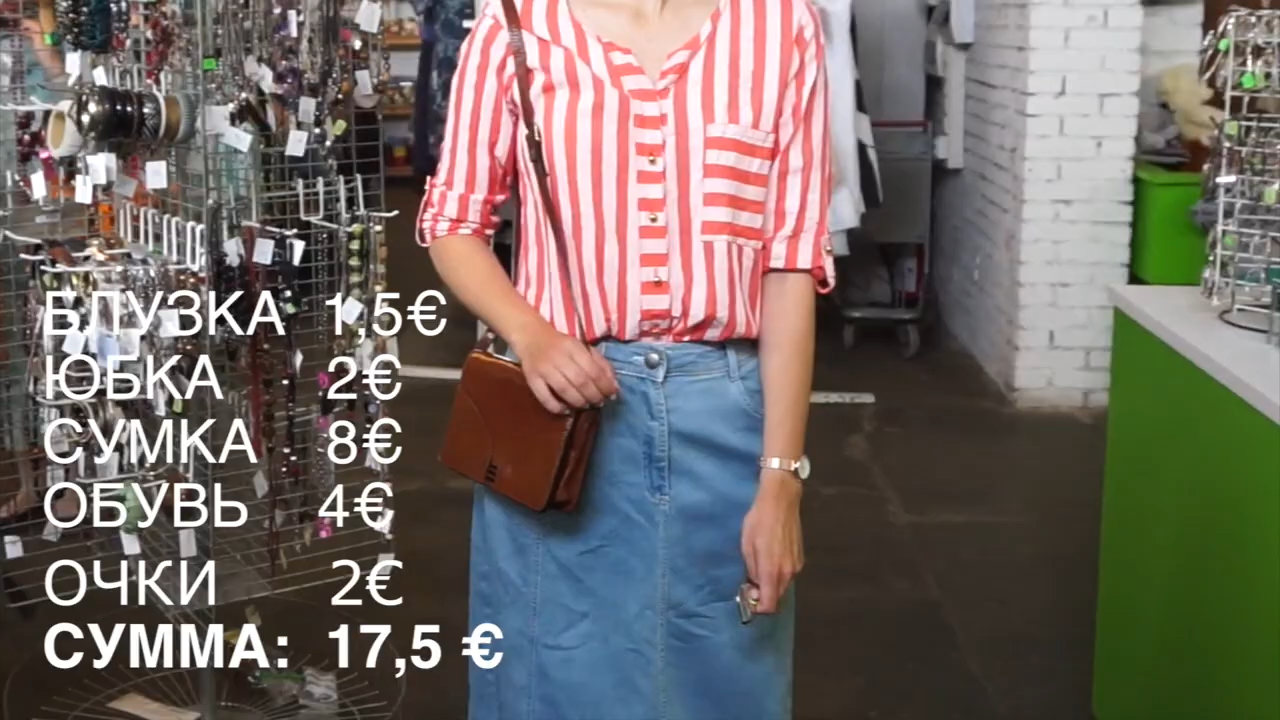 БЛУЗКА 1,5€
ЮБКА 2€
СУМКА 8€
ОБУВЬ 4€
ОЧКИ 2€
СУММА: 17,5 €